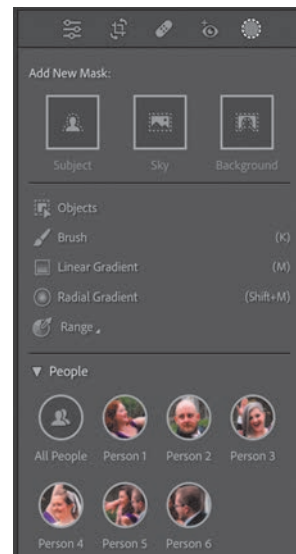 Add New Mask:
Subject Sky Background
Objects
Brush (K)
Linear Gradient (M)
Radial Gradient (Shift+M)
Range
People
All People Person 1 Person 2 Person 3
Person 4 Person 5 Person 6